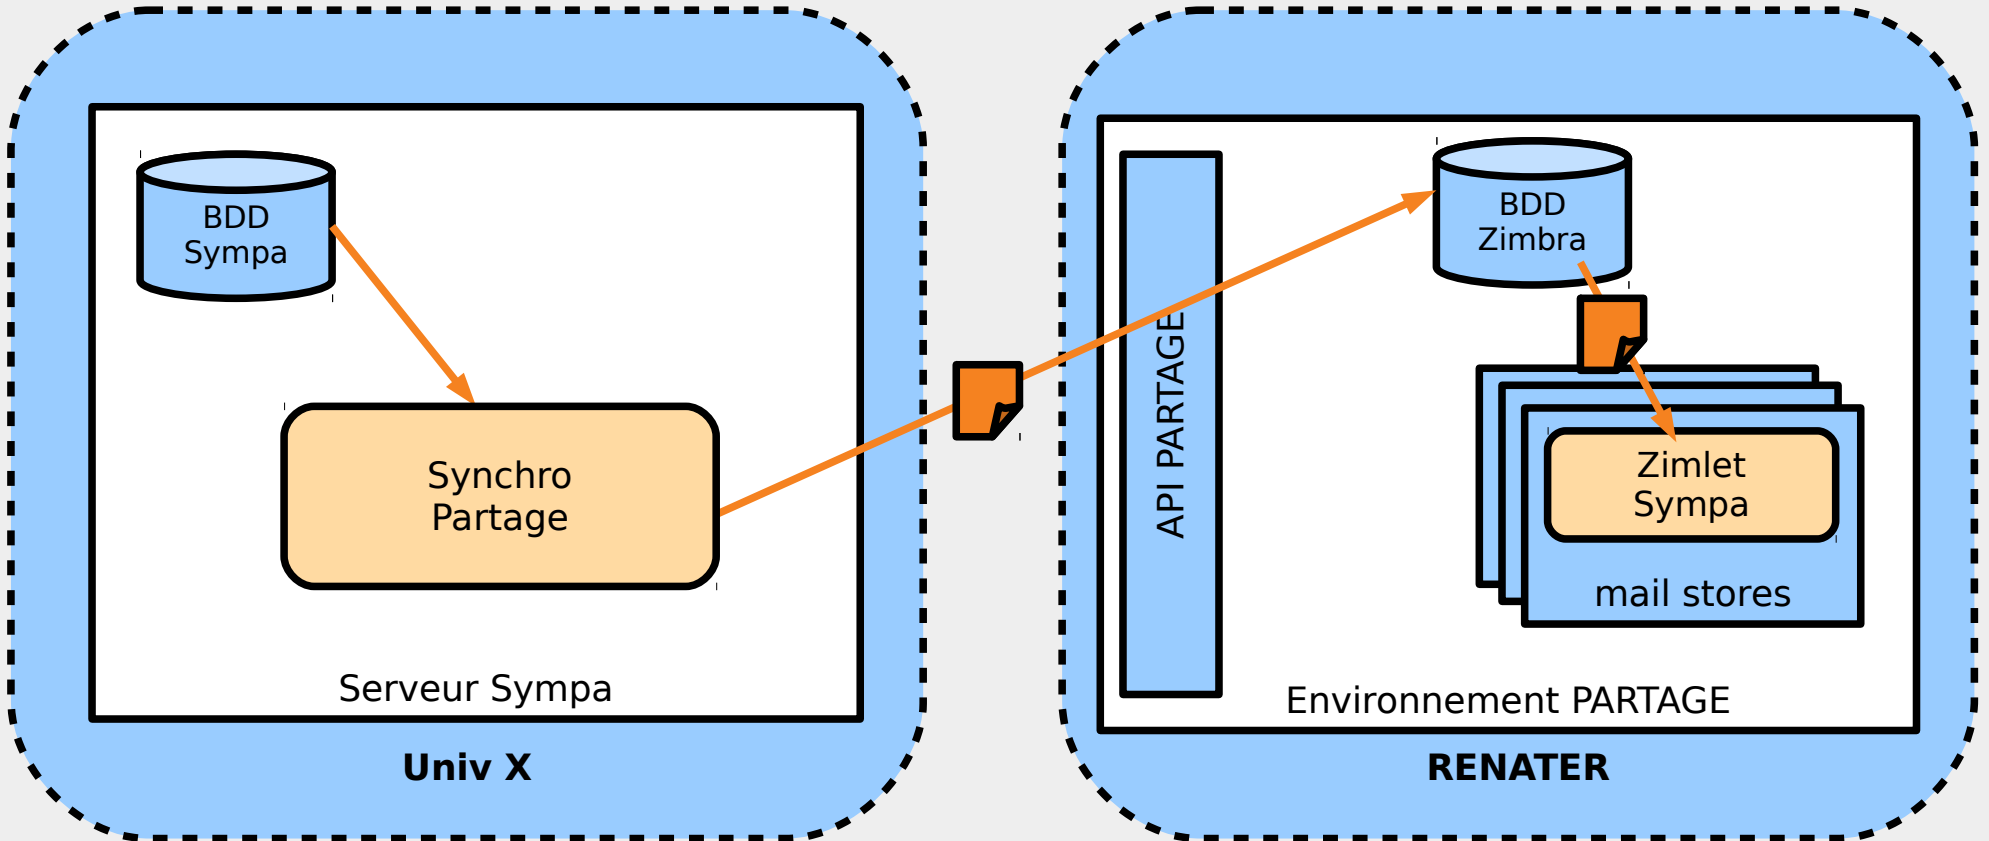 BDD
Sympa
Synchro
Partage
Serveur Sympa
Univ X
API PARTAGE
BDD
Zimbra
Zimlet
Sympa
mail stores
Environnement PARTAGE
RENATER